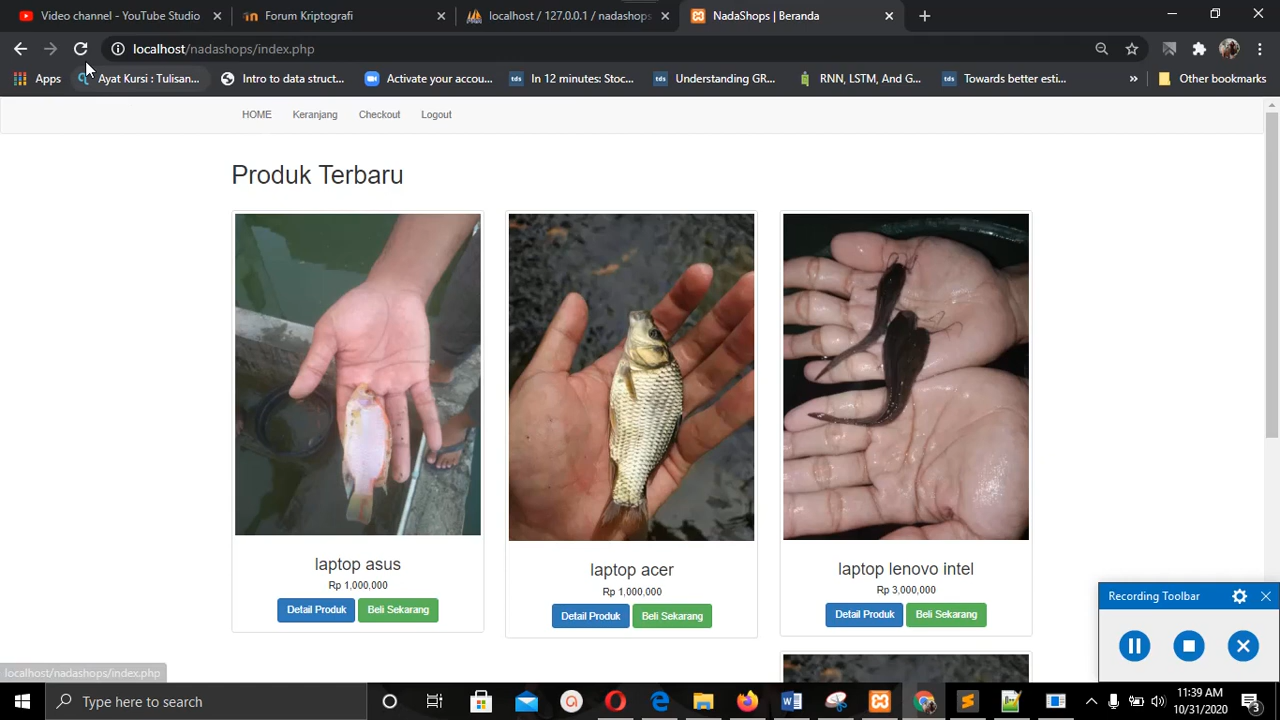 Video channel - YouTube Studio
Forum Kriptografi
localhost / 127.0.0.1 / nadashops
NadaShops | Beranda
localhost/nadashops/index.php
Apps
Ayat Kursi : Tulisan...
Intro to data struct...
Activate your accou...
In 12 minutes: Stoc...
Understanding GR...
RNN, LSTM, And G...
Towards better esti...
»
Other bookmarks
HOME
Keranjang
Checkout
Logout
Produk Terbaru
laptop asus
Rp 1,000,000
Detail Produk
Beli Sekarang
laptop acer
Rp 1,000,000
Detail Produk
Beli Sekarang
laptop lenovo intel
Rp 3,000,000
Detail Produk
Beli Sekarang
Recording Toolbar
localhost/nadashops/index.php
Type here to search
11:39 AM
10/31/2020
3